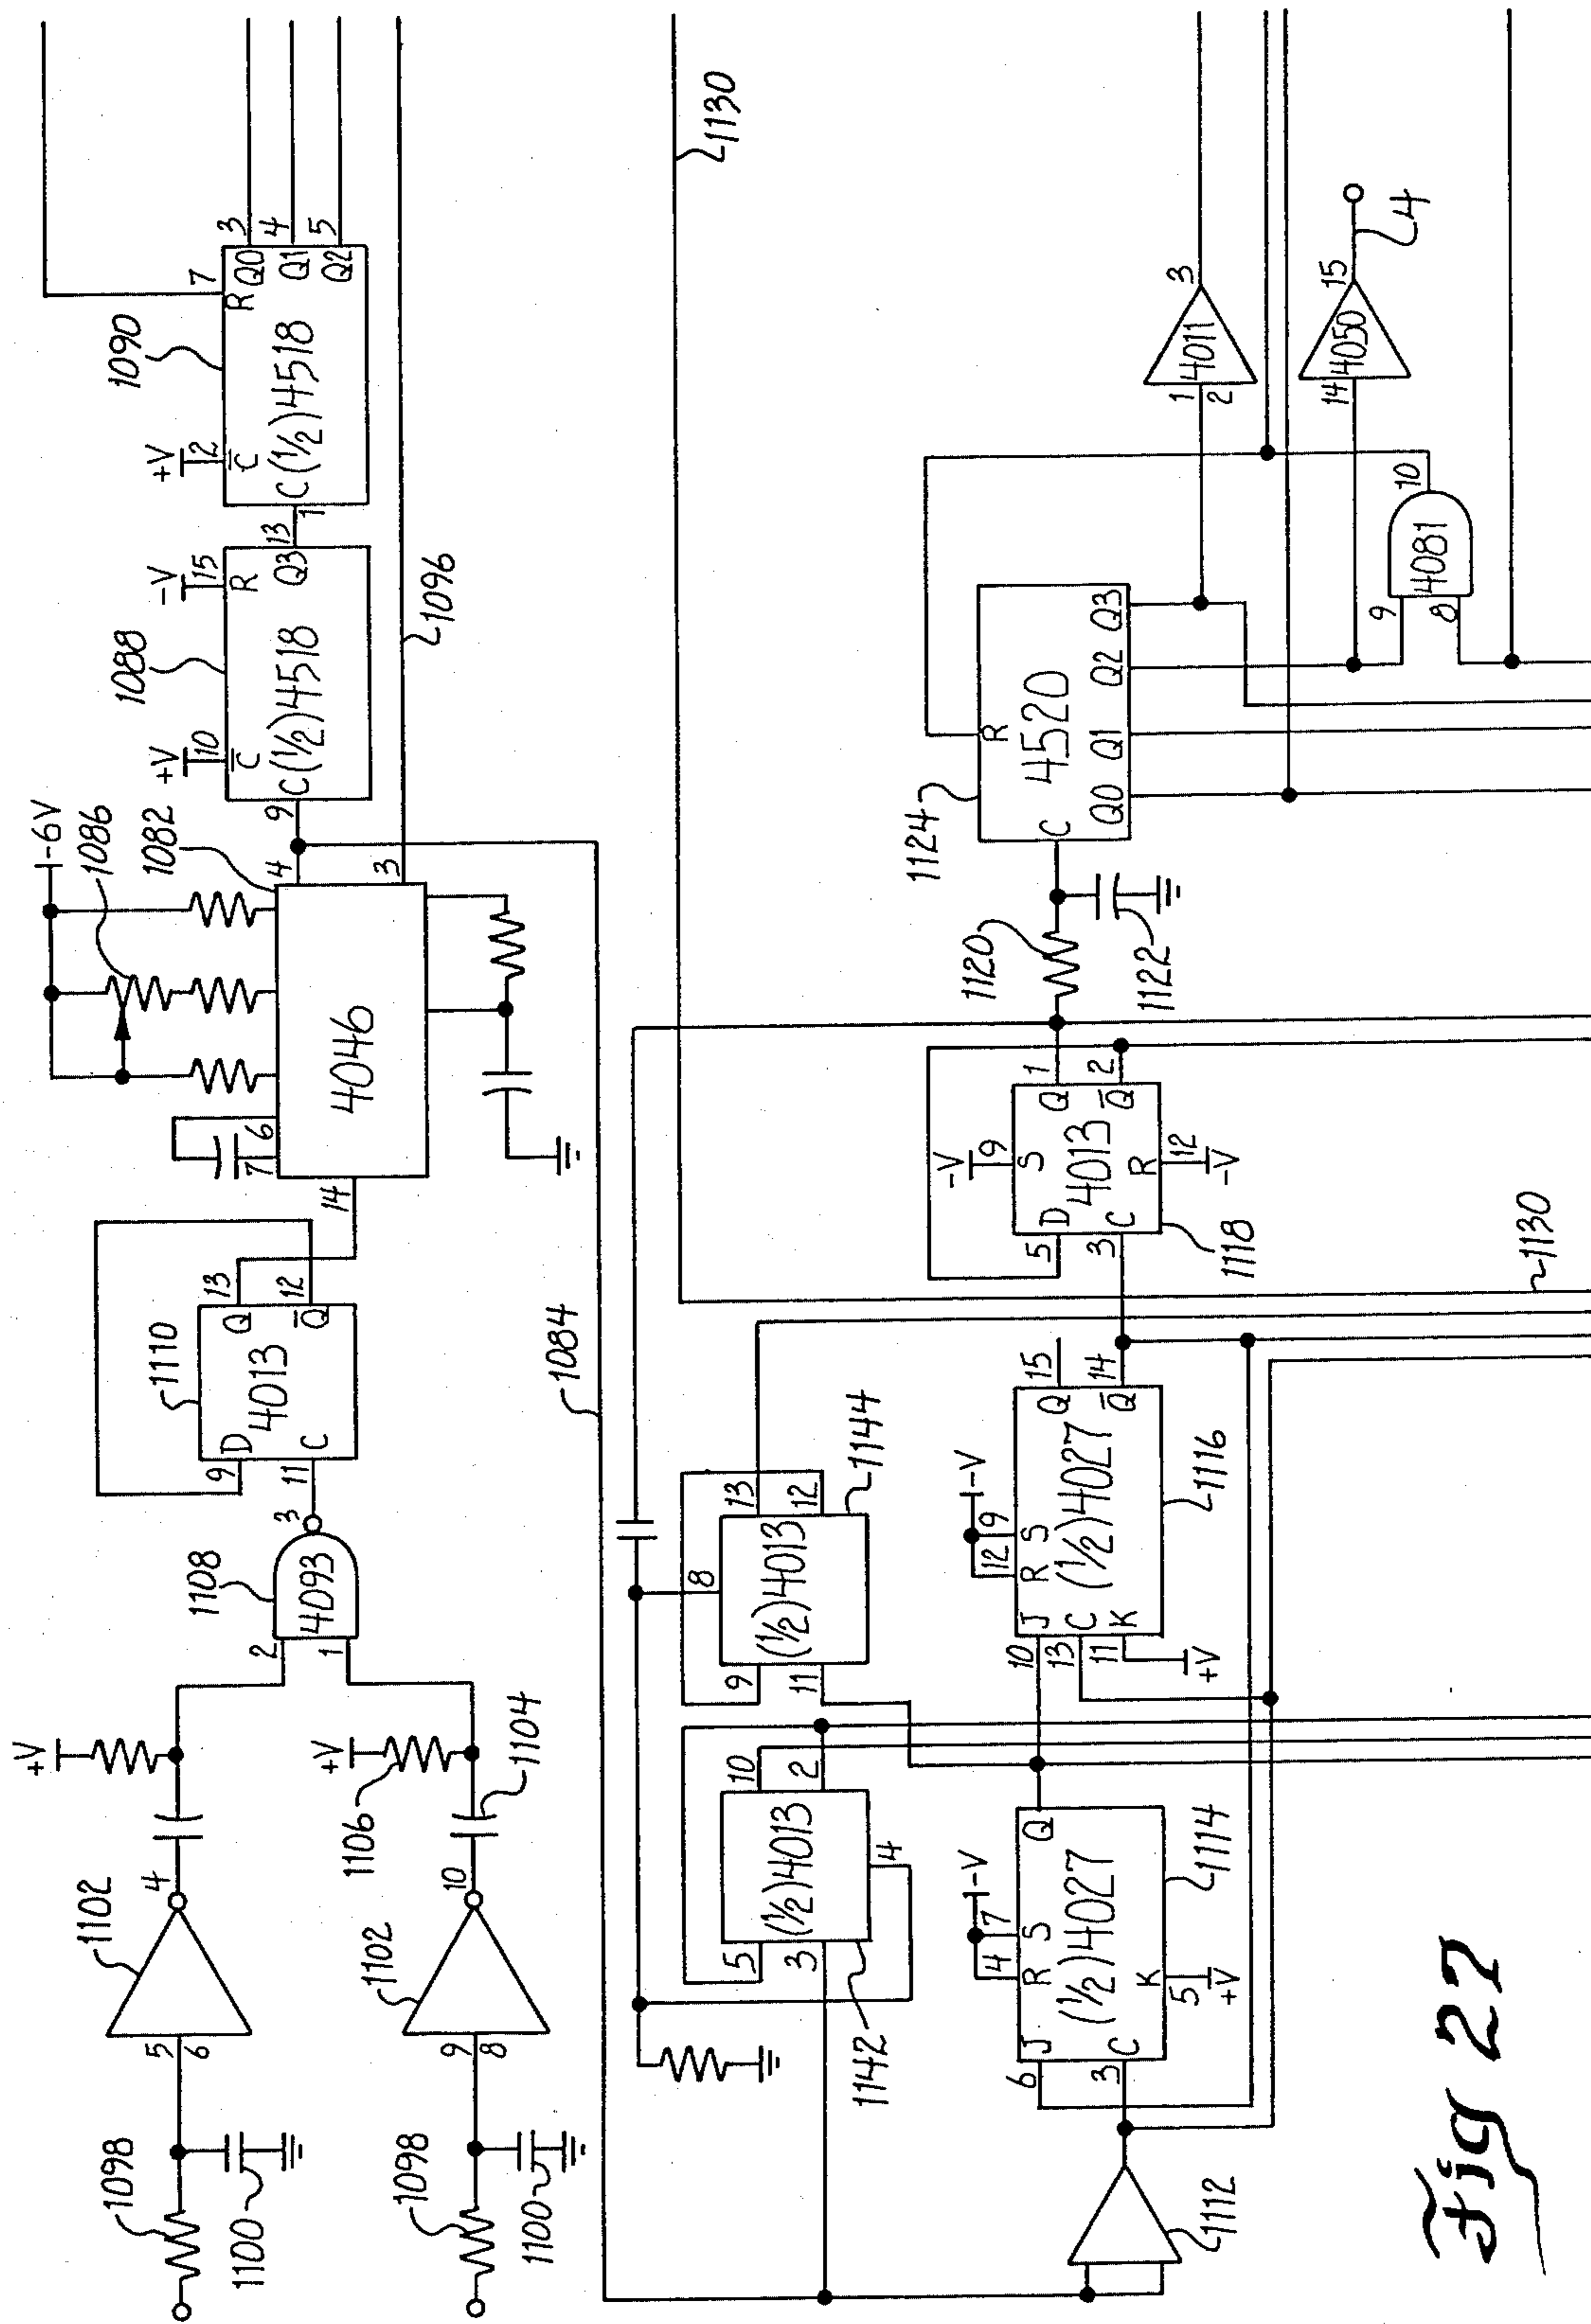 +V
1098
1100
5
6
1102
4
2
1
1108
4093
3
1106
+V
1104
1098
1100
9
8
1102
10
1110
9
D
11
C
4013
Q
13
Q̅
12
14
7
6
4046
-6V
1086
1082
4
3
9
1088
+V
10
C̅
C(½)4518
-V
15
R
Q3
13
1
1090
+V
12
C̅
C(½)4518
7
R
Q0
3
Q1
4
Q2
5
1096
1084
1130
5
3
(½)4013
10
2
4
1142
9
11
(½)4013
8
13
12
1144
1112
6
J
3
C
-V
4
7
R
S
(½)4027
Q
K
5
+V
1114
10
J
13
C
11
K
+V
-V
12
9
R
S
(½)4027
Q
15
Q̅
14
1116
5
D
3
C
-V
9
S
4013
R
12
-V
Q
1
Q̅
2
1118
1130
1120
1122
1124
C
R
4520
Q0
Q1
Q2
Q3
1
2
4011
3
14
4050
15
4
9
8
4081
10
Fig 27